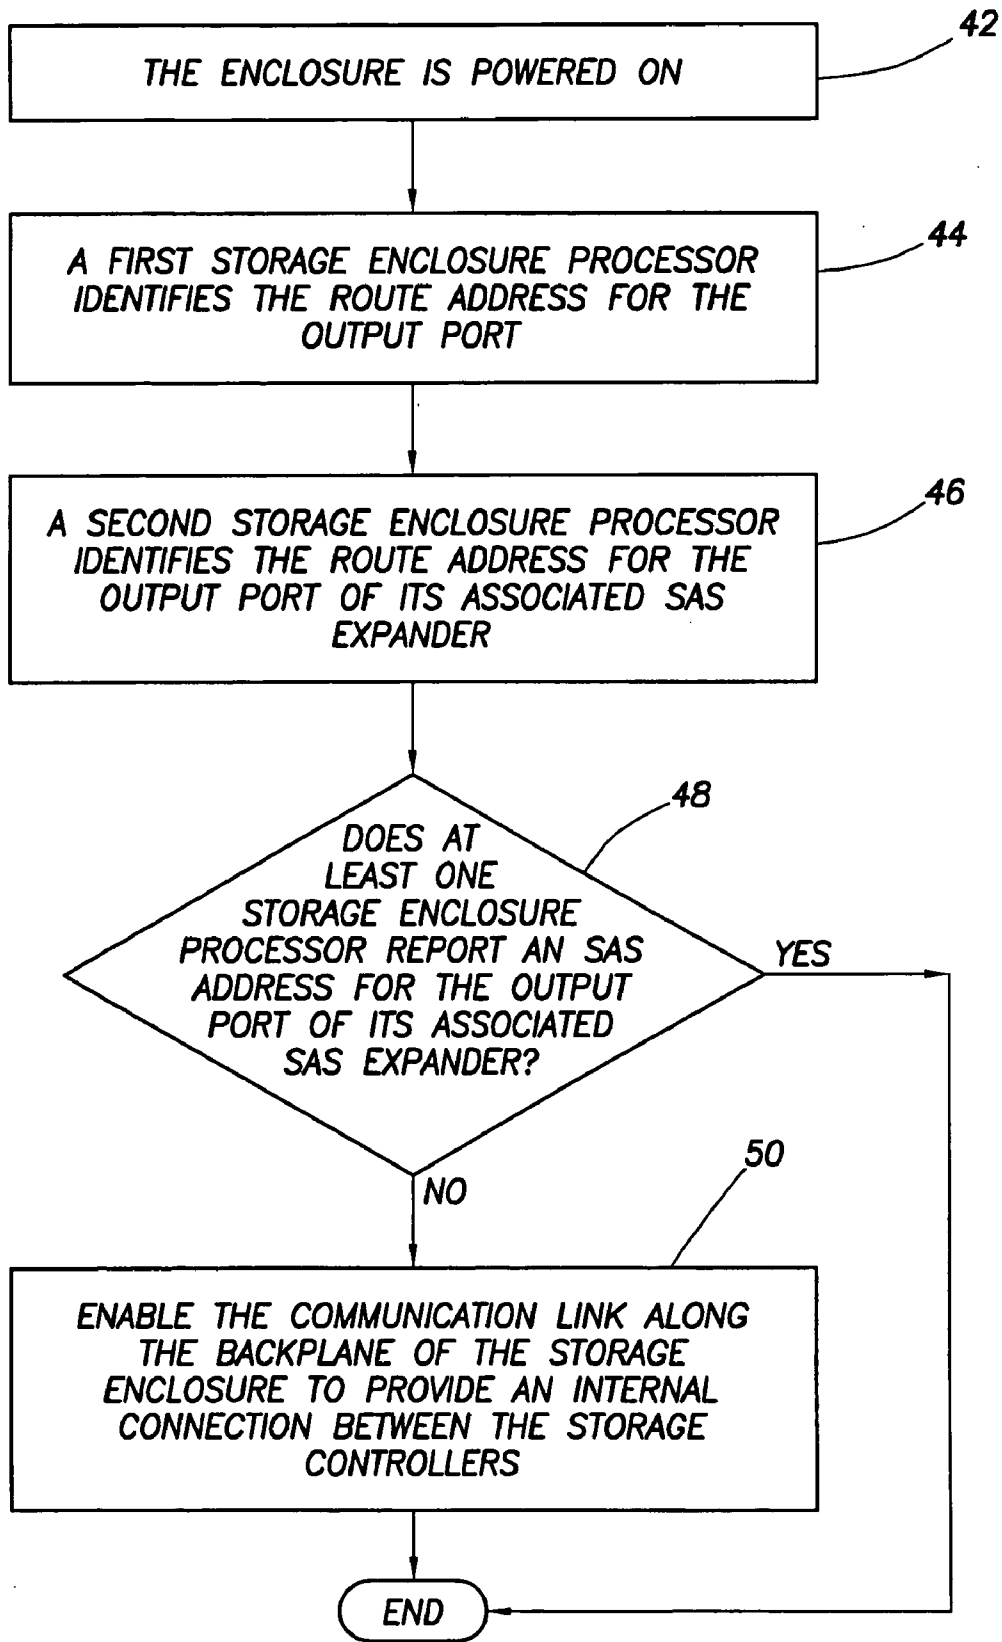 42
THE ENCLOSURE IS POWERED ON
44
A FIRST STORAGE ENCLOSURE PROCESSOR
IDENTIFIES THE ROUTE ADDRESS FOR THE
OUTPUT PORT
46
A SECOND STORAGE ENCLOSURE PROCESSOR
IDENTIFIES THE ROUTE ADDRESS FOR THE
OUTPUT PORT OF ITS ASSOCIATED SAS
EXPANDER
48
DOES AT
LEAST ONE
STORAGE ENCLOSURE
PROCESSOR REPORT AN SAS
ADDRESS FOR THE OUTPUT
PORT OF ITS ASSOCIATED
SAS EXPANDER?
YES
NO
50
ENABLE THE COMMUNICATION LINK ALONG
THE BACKPLANE OF THE STORAGE
ENCLOSURE TO PROVIDE AN INTERNAL
CONNECTION BETWEEN THE STORAGE
CONTROLLERS
END